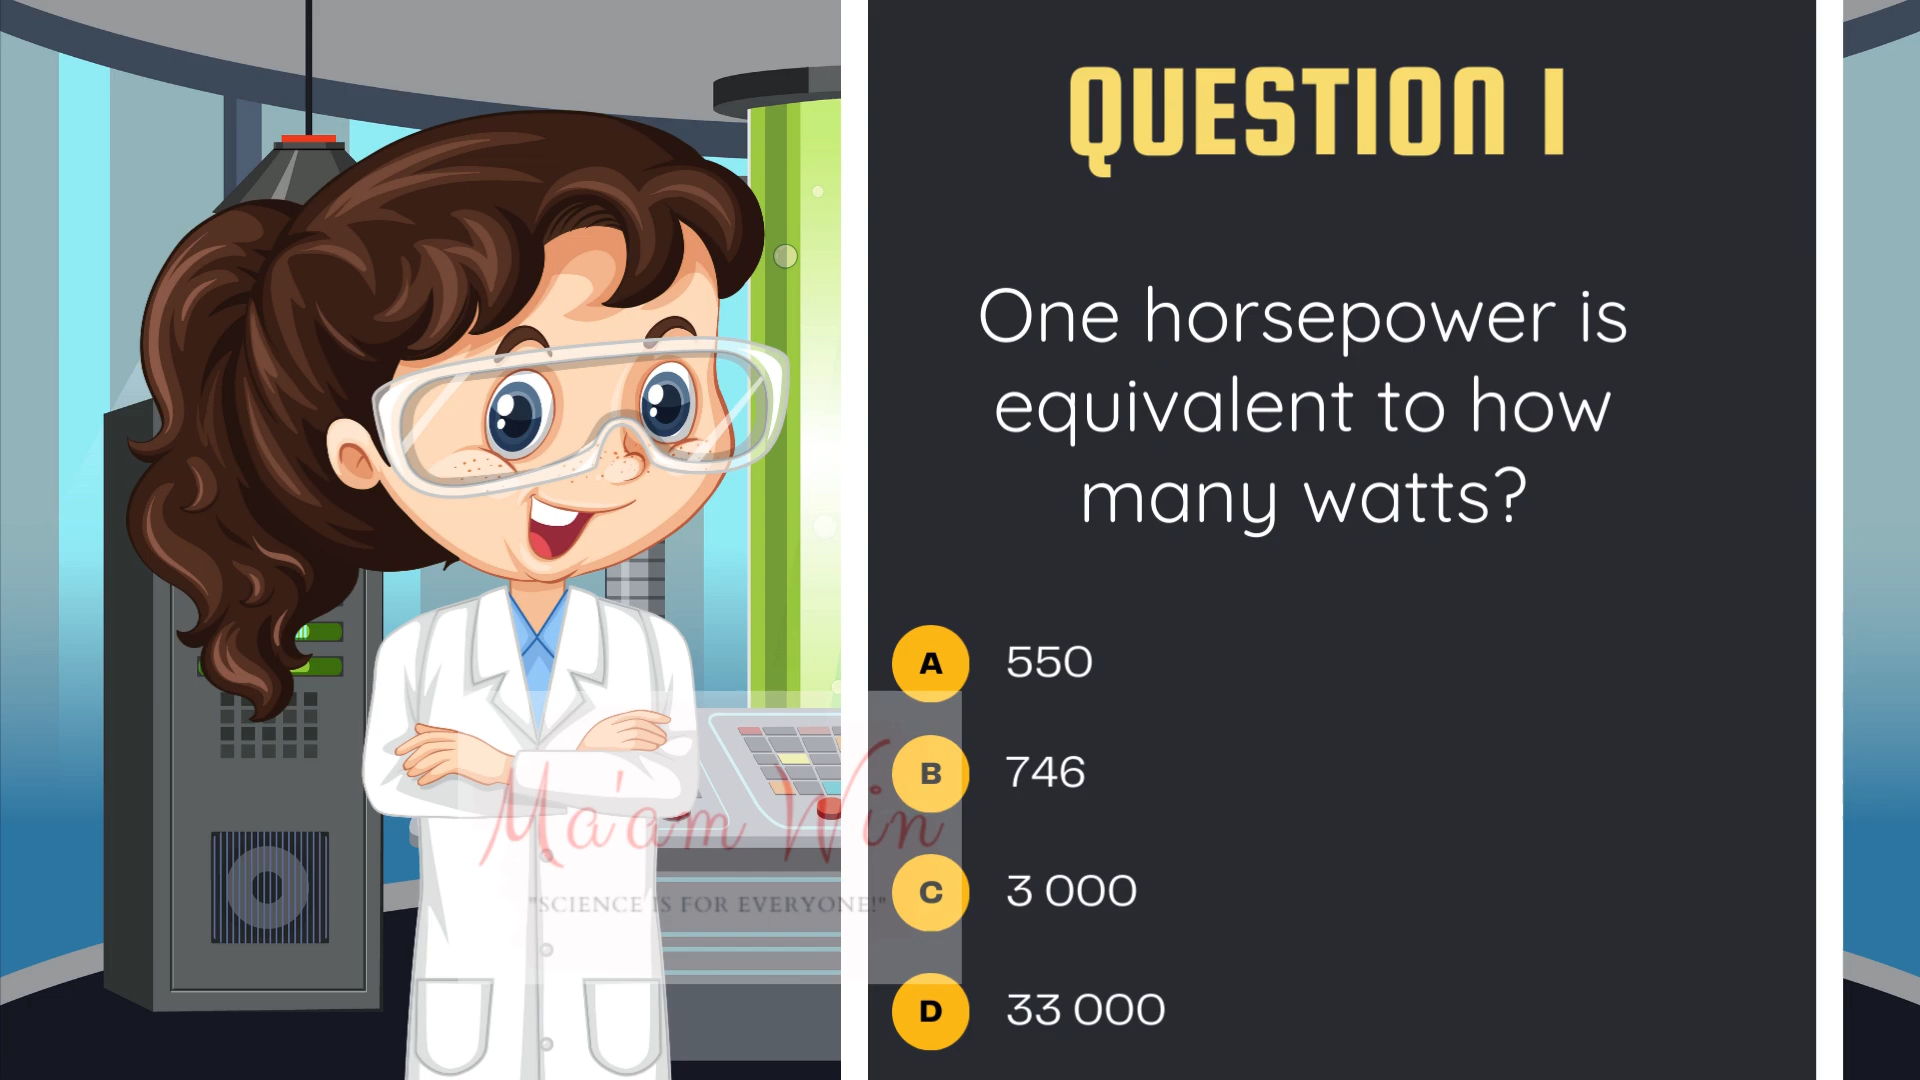 QUESTION 1
One horsepower is
equivalent to how
many watts?
A 550
B 746
C 3 000
D 33 000
Ma'am Win
"SCIENCE IS FOR EVERYONE!"